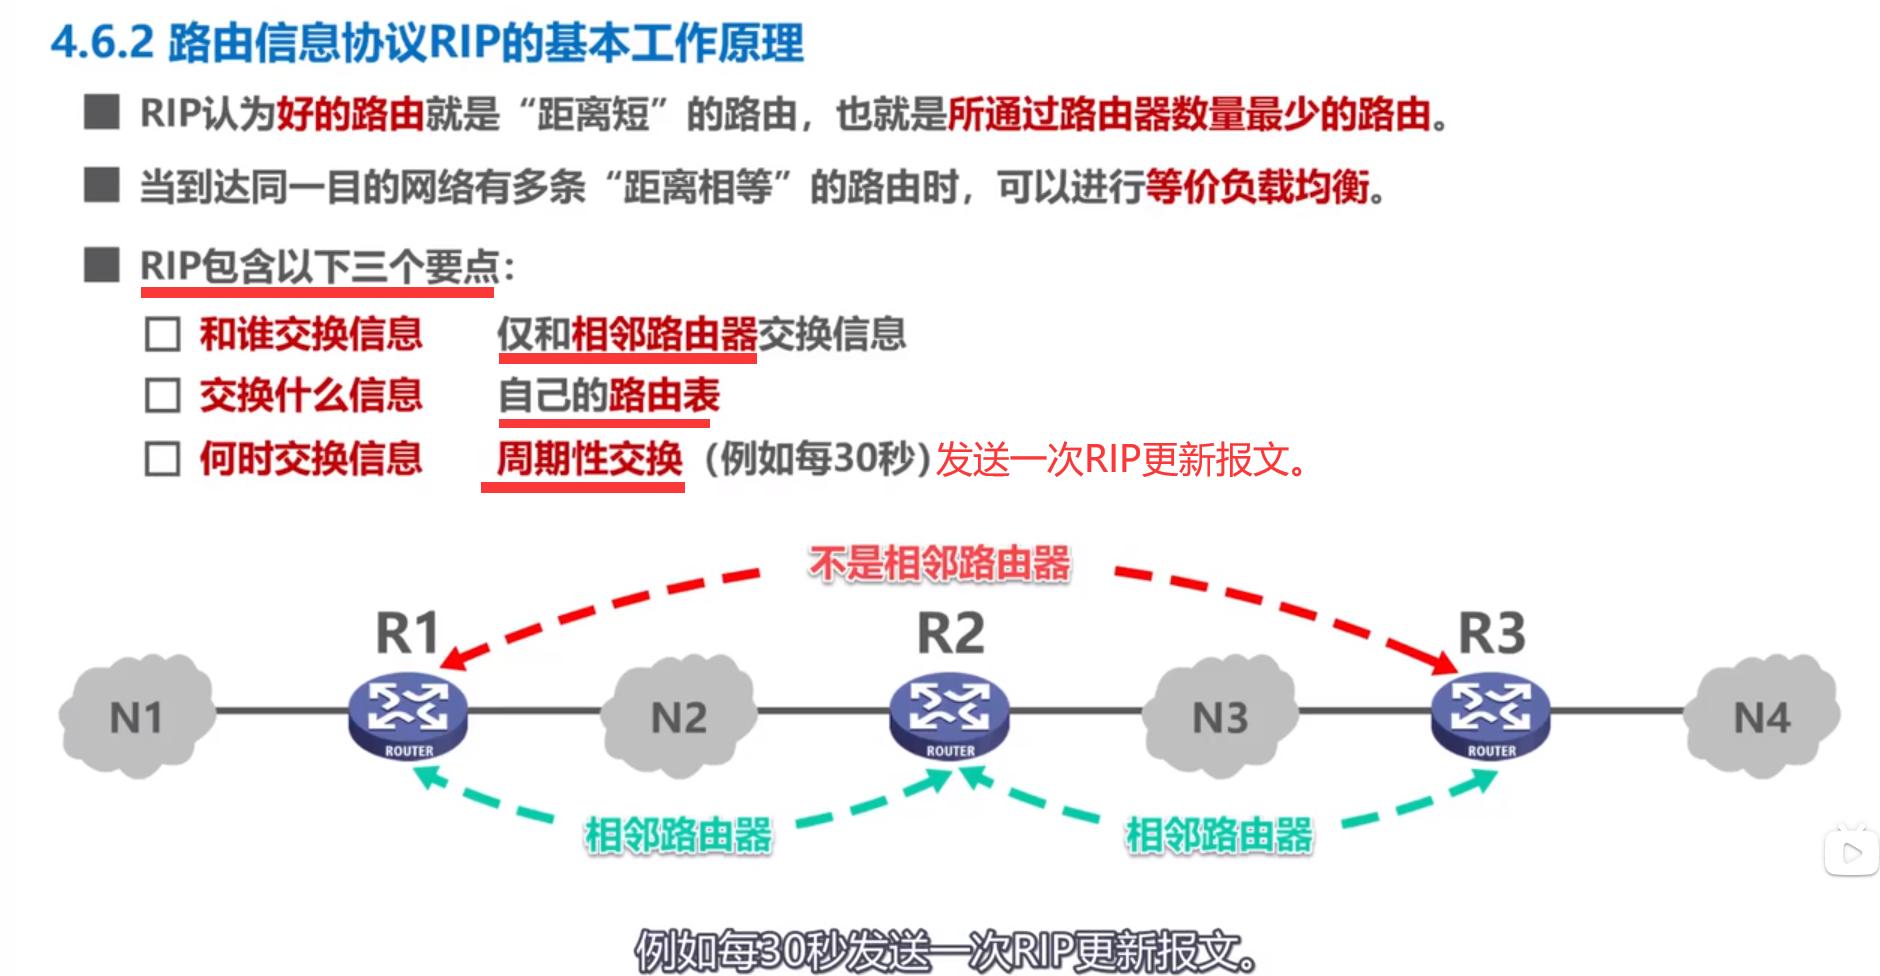 4.6.2 路由信息协议RIP的基本工作原理
RIP认为好的路由就是“距离短”的路由，也就是所通过路由器数量最少的路由。
当到达同一目的网络有多条“距离相等”的路由时，可以进行等价负载均衡。
RIP包含以下三个要点：
和谁交换信息 仅和相邻路由器交换信息
交换什么信息 自己的路由表
何时交换信息 周期性交换（例如每30秒）发送一次RIP更新报文。
不是相邻路由器
R1 R2 R3
N1 N2 N3 N4
ROUTER ROUTER ROUTER
相邻路由器 相邻路由器
例如每30秒发送一次RIP更新报文。